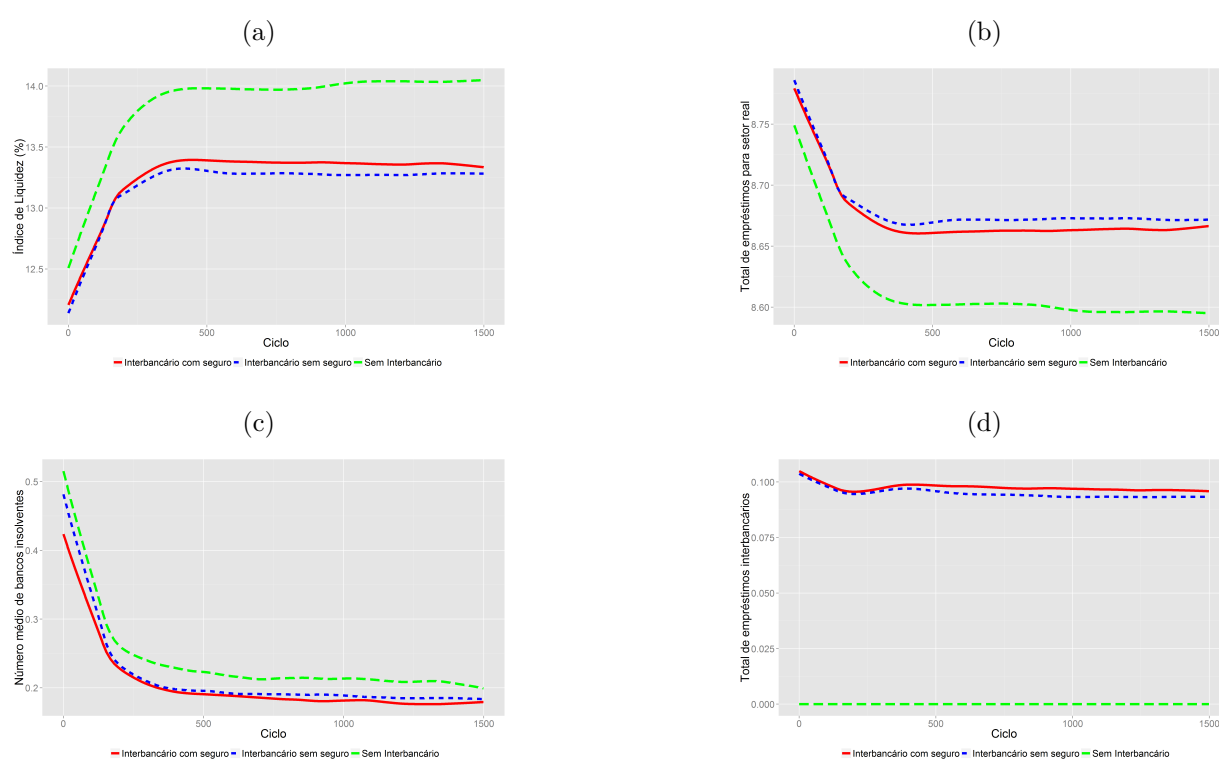 (a)
Índice de Liquidez (%)
14.0
13.5
13.0
12.5
0 500 1000 1500
Ciclo
Interbancário com seguro Interbancário sem seguro Sem Interbancário
(b)
Total de empréstimos para setor real
8.75
8.70
8.65
8.60
0 500 1000 1500
Ciclo
Interbancário com seguro Interbancário sem seguro Sem Interbancário
(c)
Número médio de bancos insolventes
0.5
0.4
0.3
0.2
0 500 1000 1500
Ciclo
Interbancário com seguro Interbancário sem seguro Sem Interbancário
(d)
Total de empréstimos interbancários
0.100
0.075
0.050
0.025
0.000
0 500 1000 1500
Ciclo
Interbancário com seguro Interbancário sem seguro Sem Interbancário